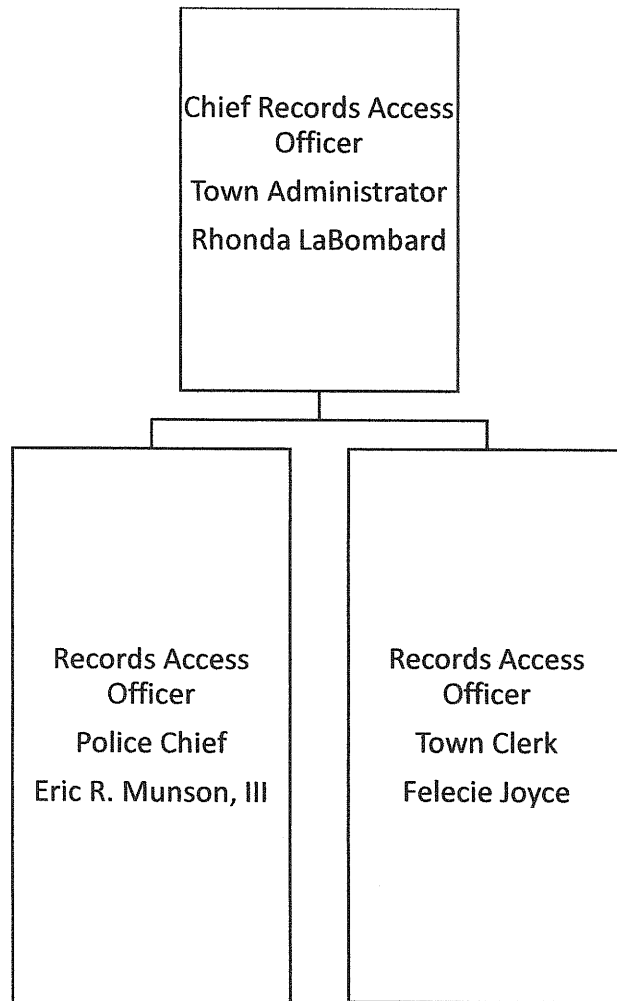 Chief Records Access
Officer
Town Administrator
Rhonda LaBombard
Records Access
Officer
Police Chief
Eric R. Munson, III
Records Access
Officer
Town Clerk
Felecie Joyce